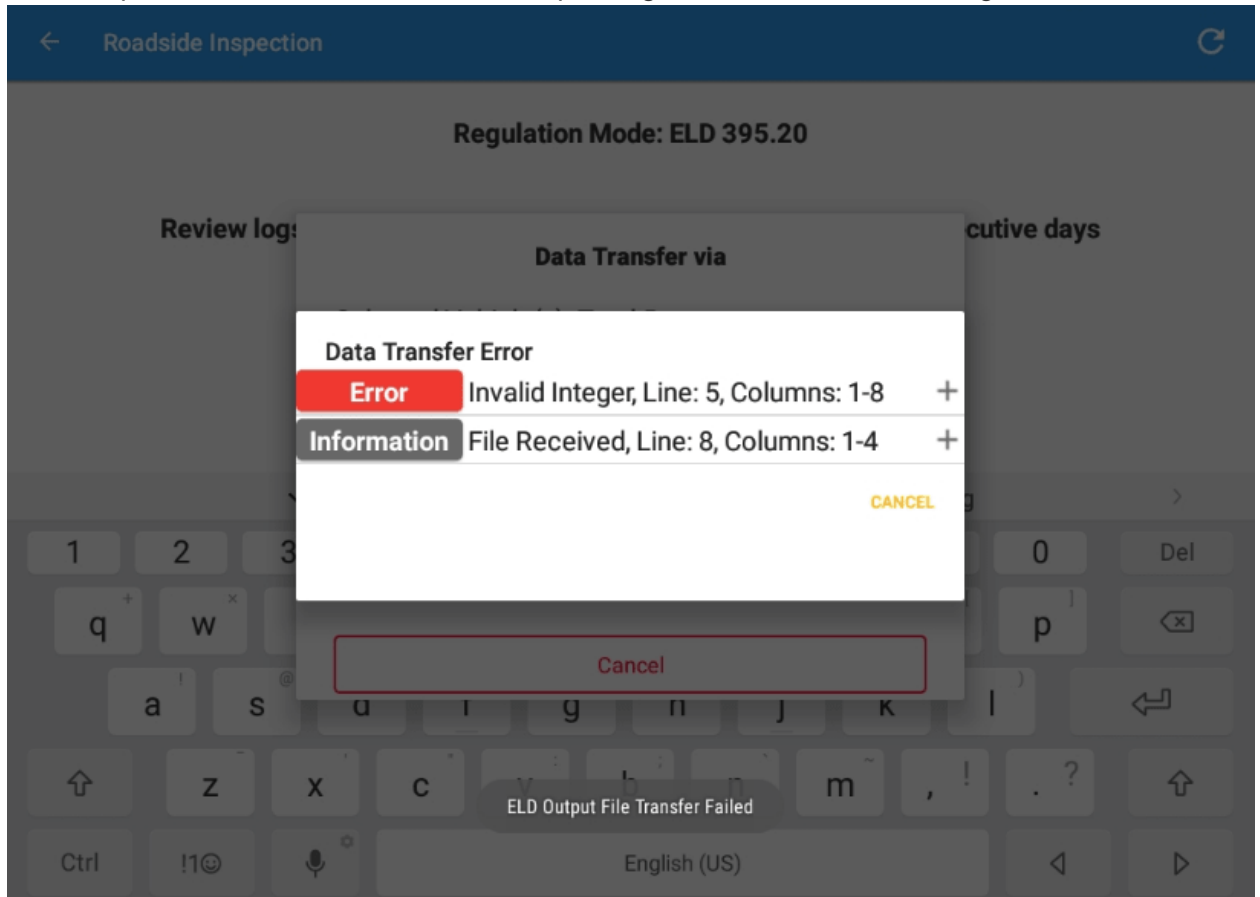 Roadside Inspection
Regulation Mode: ELD 395.20
Review logs
cutive days
Data Transfer via
Data Transfer Error
Error Invalid Integer, Line: 5, Columns: 1-8 +
Information File Received, Line: 8, Columns: 1-4 +
CANCEL
g
1 2 3 0 Del
q + w × p ]
Cancel
a ! s @ d f g h j k l )
z x ' c v : b ; n m ~ , ! . ?
ELD Output File Transfer Failed
Ctrl !1☺ English (US)